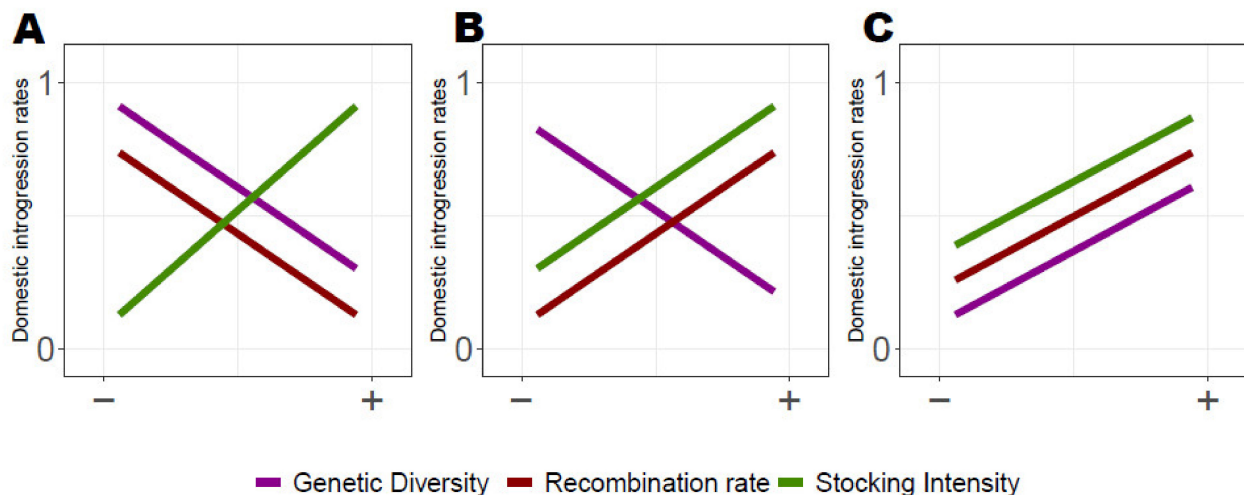 A
Domestic introgression rates
1
0
−
+
B
Domestic introgression rates
1
0
−
+
C
Domestic introgression rates
1
0
−
+
Genetic Diversity Recombination rate Stocking Intensity